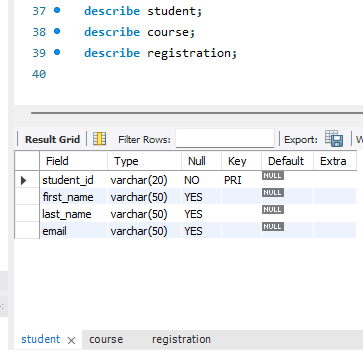 37 describe student;
38 describe course;
39 describe registration;
40
Result Grid Filter Rows: Export:
Field Type Null Key Default Extra
student_id varchar(20) NO PRI NULL
first_name varchar(50) YES NULL
last_name varchar(50) YES NULL
email varchar(50) YES NULL
student course registration